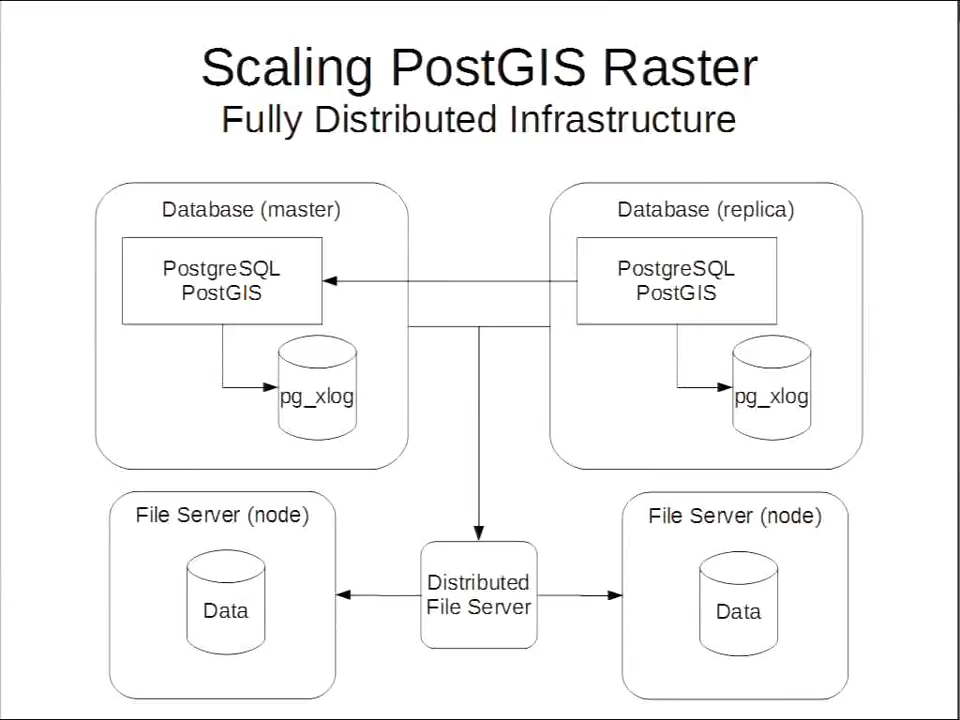 Scaling PostGIS Raster
Fully Distributed Infrastructure
Database (master)
PostgreSQL
PostGIS
pg_xlog
Database (replica)
PostgreSQL
PostGIS
pg_xlog
File Server (node)
Data
Distributed
File Server
File Server (node)
Data